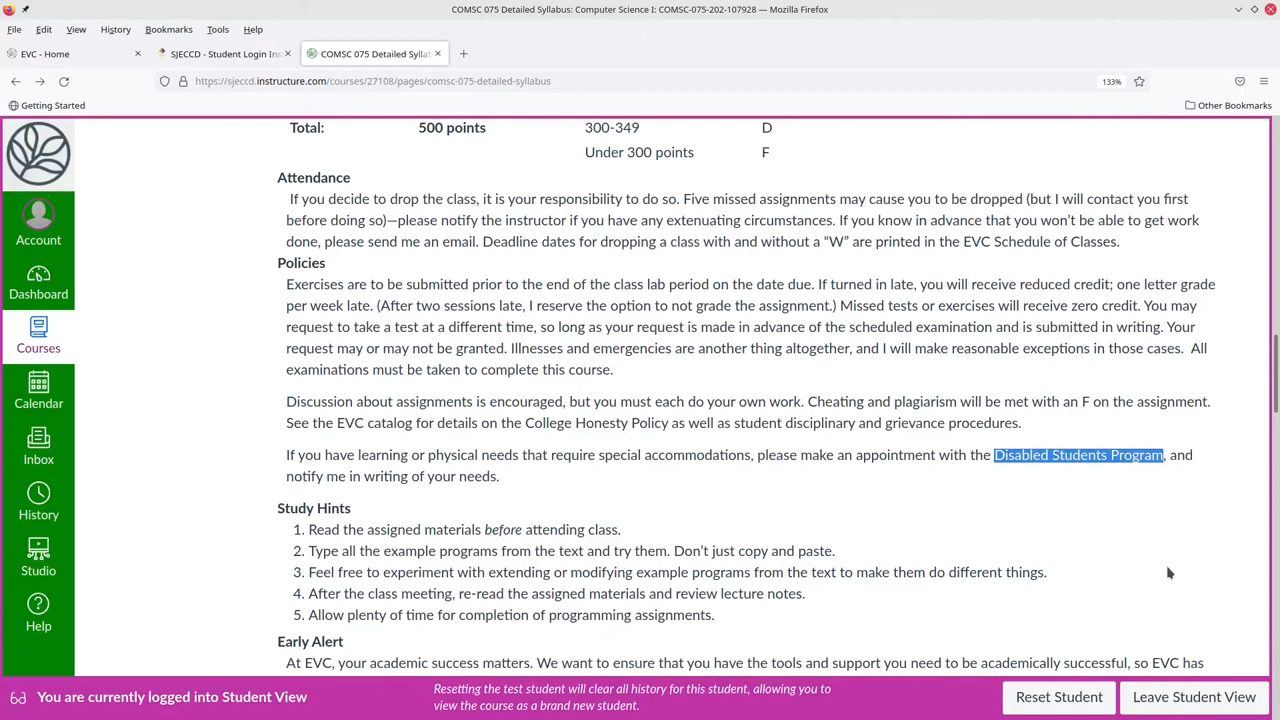 COMSC 075 Detailed Syllabus: Computer Science I: COMSC-075-202-107928 — Mozilla Firefox
File Edit View History Bookmarks Tools Help
EVC - Home
SJECCD - Student Login In
COMSC 075 Detailed Syllab
https://sjeccd.instructure.com/courses/27108/pages/comsc-075-detailed-syllabus
133%
Getting Started
Other Bookmarks
Account
Dashboard
Courses
Calendar
Inbox
History
Studio
Help
Total: 500 points 300-349 D
Under 300 points F
Attendance
If you decide to drop the class, it is your responsibility to do so. Five missed assignments may cause you to be dropped (but I will contact you first
before doing so)—please notify the instructor if you have any extenuating circumstances. If you know in advance that you won't be able to get work
done, please send me an email. Deadline dates for dropping a class with and without a “W” are printed in the EVC Schedule of Classes.
Policies
Exercises are to be submitted prior to the end of the class lab period on the date due. If turned in late, you will receive reduced credit; one letter grade
per week late. (After two sessions late, I reserve the option to not grade the assignment.) Missed tests or exercises will receive zero credit. You may
request to take a test at a different time, so long as your request is made in advance of the scheduled examination and is submitted in writing. Your
request may or may not be granted. Illnesses and emergencies are another thing altogether, and I will make reasonable exceptions in those cases. All
examinations must be taken to complete this course.
Discussion about assignments is encouraged, but you must each do your own work. Cheating and plagiarism will be met with an F on the assignment.
See the EVC catalog for details on the College Honesty Policy as well as student disciplinary and grievance procedures.
If you have learning or physical needs that require special accommodations, please make an appointment with the Disabled Students Program, and
notify me in writing of your needs.
Study Hints
1. Read the assigned materials before attending class.
2. Type all the example programs from the text and try them. Don't just copy and paste.
3. Feel free to experiment with extending or modifying example programs from the text to make them do different things.
4. After the class meeting, re-read the assigned materials and review lecture notes.
5. Allow plenty of time for completion of programming assignments.
Early Alert
At EVC, your academic success matters. We want to ensure that you have the tools and support you need to be academically successful, so EVC has
You are currently logged into Student View
Resetting the test student will clear all history for this student, allowing you to
view the course as a brand new student.
Reset Student
Leave Student View